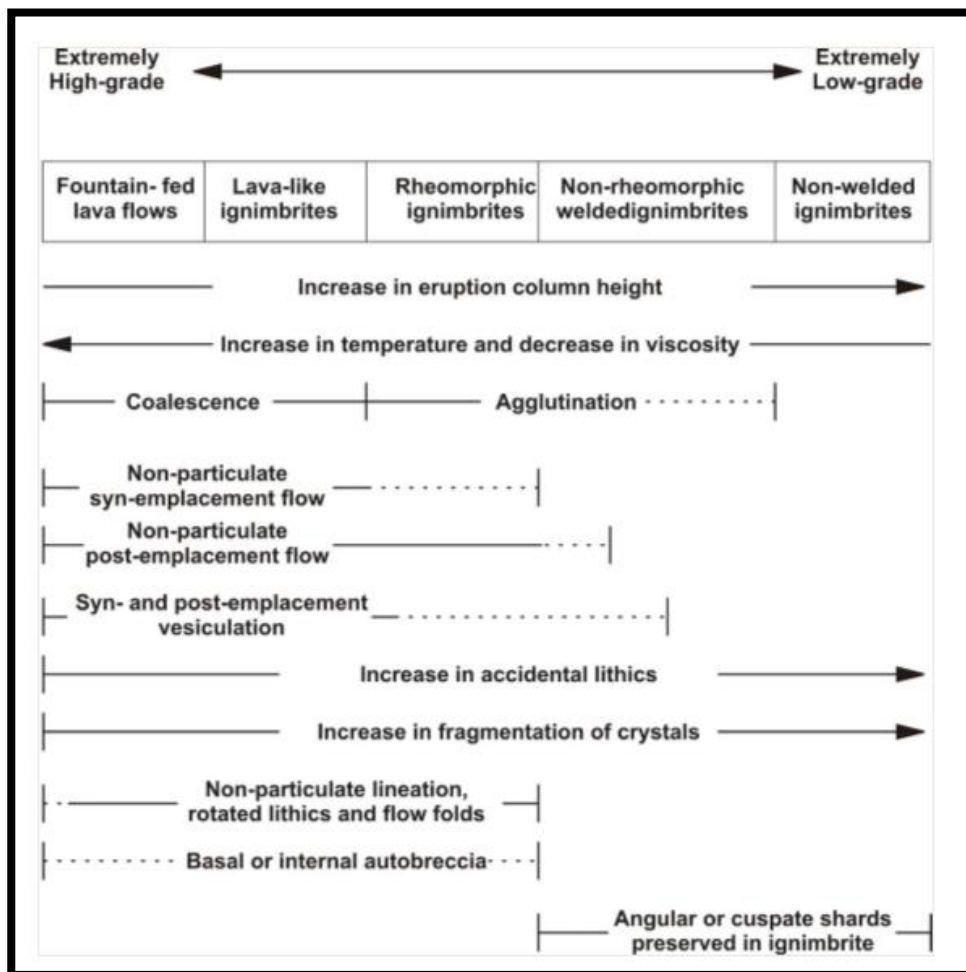 Extremely
High-grade
Extremely
Low-grade
Fountain- fed
lava flows
Lava-like
ignimbrites
Rheomorphic
ignimbrites
Non-rheomorphic
weldedignimbrites
Non-welded
ignimbrites
Increase in eruption column height
Increase in temperature and decrease in viscosity
Coalescence
Agglutination
Non-particulate
syn-emplacement flow
Non-particulate
post-emplacement flow
Syn- and post-emplacement
vesiculation
Increase in accidental lithics
Increase in fragmentation of crystals
Non-particulate lineation,
rotated lithics and flow folds
Basal or internal autobreccia
Angular or cuspate shards
preserved in ignimbrite